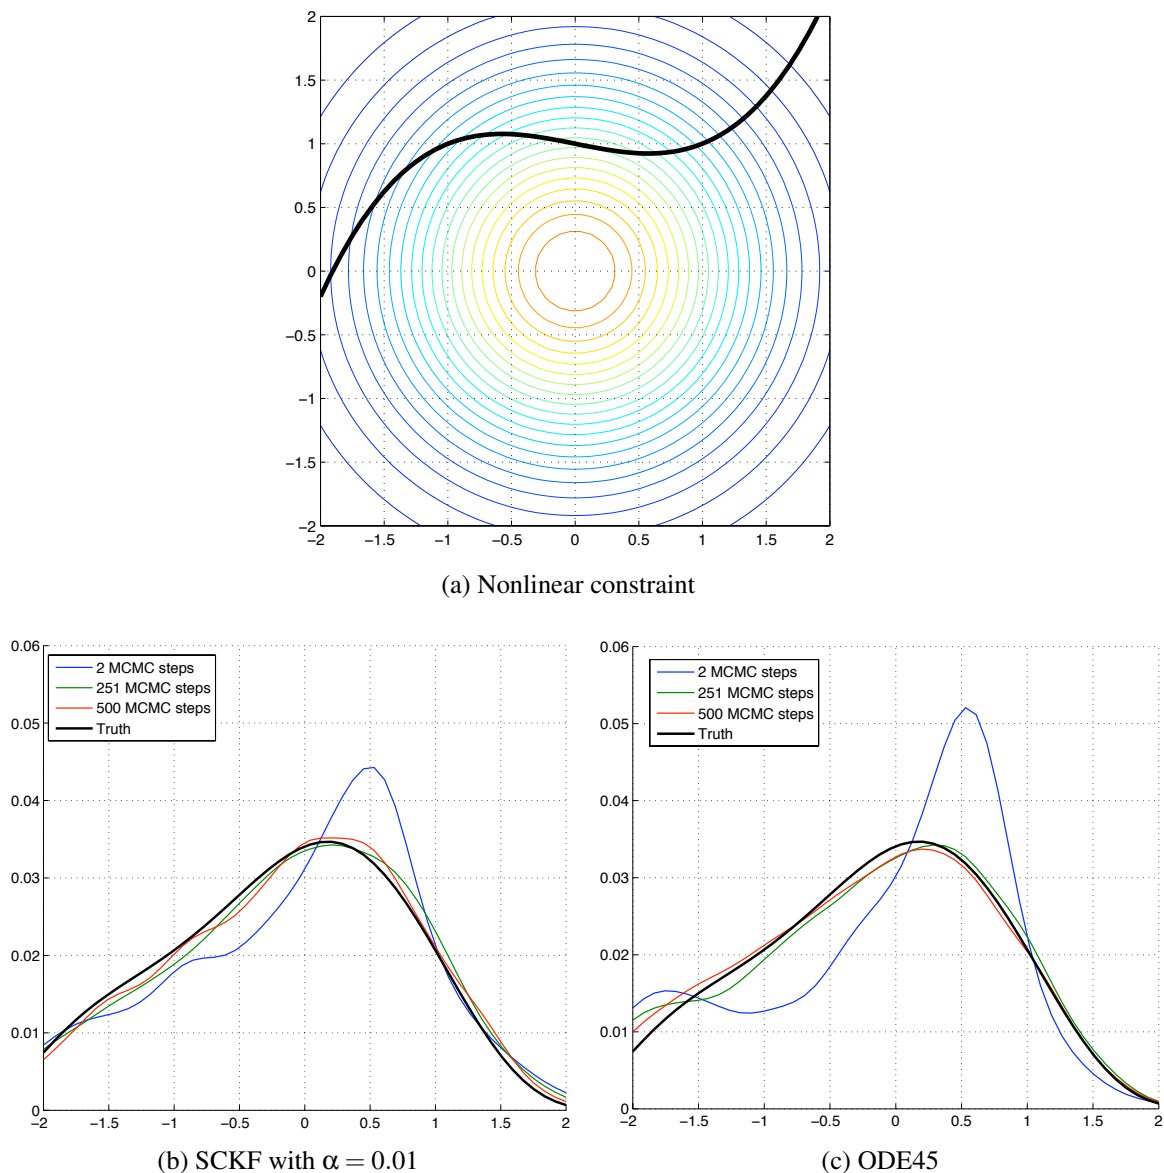 2
1.5
1
0.5
0
−0.5
−1
−1.5
−2
−2 −1.5 −1 −0.5 0 0.5 1 1.5 2
(a) Nonlinear constraint
0.06
0.05
0.04
0.03
0.02
0.01
0
−2 −1.5 −1 −0.5 0 0.5 1 1.5 2
2 MCMC steps
251 MCMC steps
500 MCMC steps
Truth
(b) SCKF with α = 0.01
0.06
0.05
0.04
0.03
0.02
0.01
0
−2 −1.5 −1 −0.5 0 0.5 1 1.5 2
2 MCMC steps
251 MCMC steps
500 MCMC steps
Truth
(c) ODE45